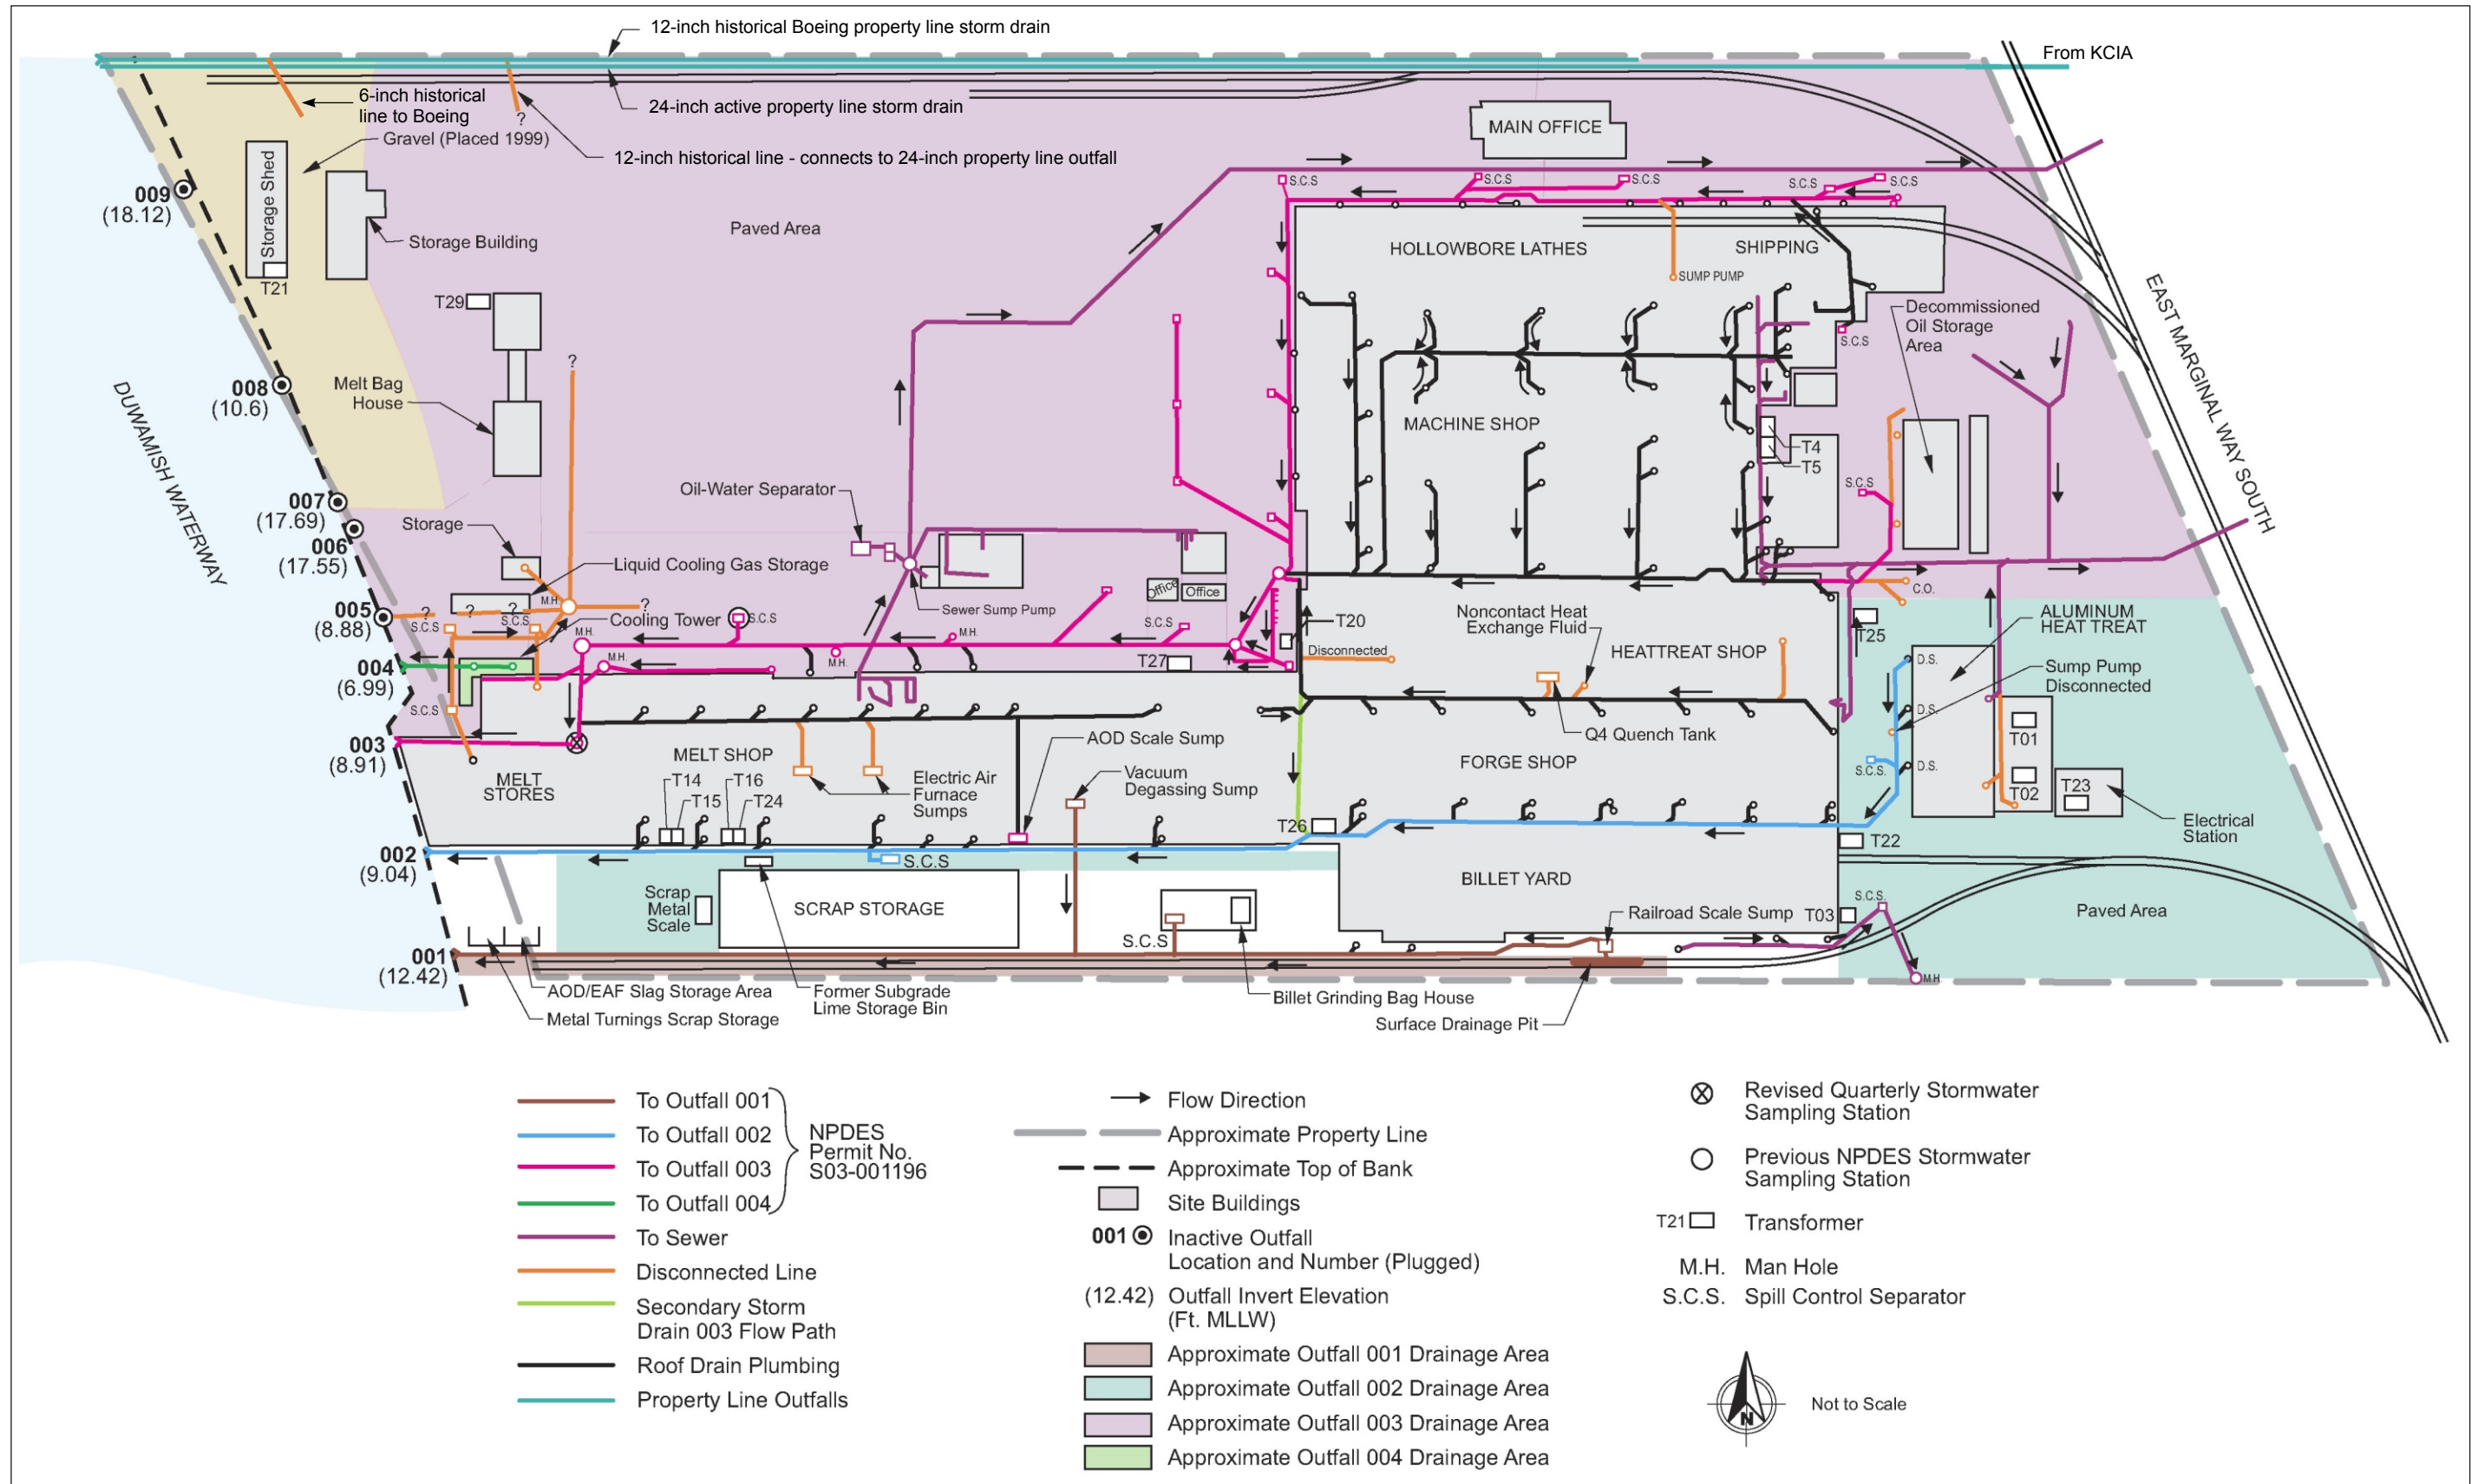 12-inch historical Boeing property line storm drain
From KCIA
6-inch historical
line to Boeing
24-inch active property line storm drain
?
Gravel (Placed 1999)
12-inch historical line - connects to 24-inch property line outfall
MAIN OFFICE
009
(18.12)
Storage Shed
T21
Storage Building
Paved Area
S.C.S
S.C.S
S.C.S
S.C.S
S.C.S
HOLLOWBORE LATHES
SHIPPING
SUMP PUMP
EAST MARGINAL WAY SOUTH
T29
Decommissioned
Oil Storage
Area
S.C.S
DUWAMISH WATERWAY
008
(10.6)
Melt Bag
House
?
MACHINE SHOP
T4
T5
007
(17.69)
006
(17.55)
Oil-Water Separator
S.C.S
Storage
Liquid Cooling Gas Storage
Office
Office
Sewer Sump Pump
C.O.
005
(8.88)
?
?
?
M.H.
?
S.C.S
S.C.S
Cooling Tower
S.C.S
M.H.
M.H.
M.H.
M.H.
S.C.S
T27
T20
Disconnected
Noncontact Heat
Exchange Fluid
HEATTREAT SHOP
T25
ALUMINUM
HEAT TREAT
D.S.
D.S.
D.S.
Sump Pump
Disconnected
004
(6.99)
S.C.S
003
(8.91)
MELT
STORES
MELT SHOP
T14
T15
T16
T24
Electric Air
Furnace
Sumps
AOD Scale Sump
Vacuum
Degassing Sump
Q4 Quench Tank
FORGE SHOP
S.C.S.
T01
T02
T23
Electrical
Station
T26
T22
002
(9.04)
S.C.S
Scrap
Metal
Scale
SCRAP STORAGE
BILLET YARD
Railroad Scale Sump
T03
S.C.S.
Paved Area
S.C.S
M.H.
001
(12.42)
AOD/EAF Slag Storage Area
Metal Turnings Scrap Storage
Former Subgrade
Lime Storage Bin
Billet Grinding Bag House
Surface Drainage Pit
To Outfall 001
To Outfall 002
To Outfall 003
To Outfall 004
NPDES
Permit No.
S03-001196
To Sewer
Disconnected Line
Secondary Storm
Drain 003 Flow Path
Roof Drain Plumbing
Property Line Outfalls
Flow Direction
Approximate Property Line
Approximate Top of Bank
Site Buildings
001 Inactive Outfall
Location and Number (Plugged)
(12.42) Outfall Invert Elevation
(Ft. MLLW)
Approximate Outfall 001 Drainage Area
Approximate Outfall 002 Drainage Area
Approximate Outfall 003 Drainage Area
Approximate Outfall 004 Drainage Area
Revised Quarterly Stormwater
Sampling Station
Previous NPDES Stormwater
Sampling Station
T21 Transformer
M.H. Man Hole
S.C.S. Spill Control Separator
N
Not to Scale